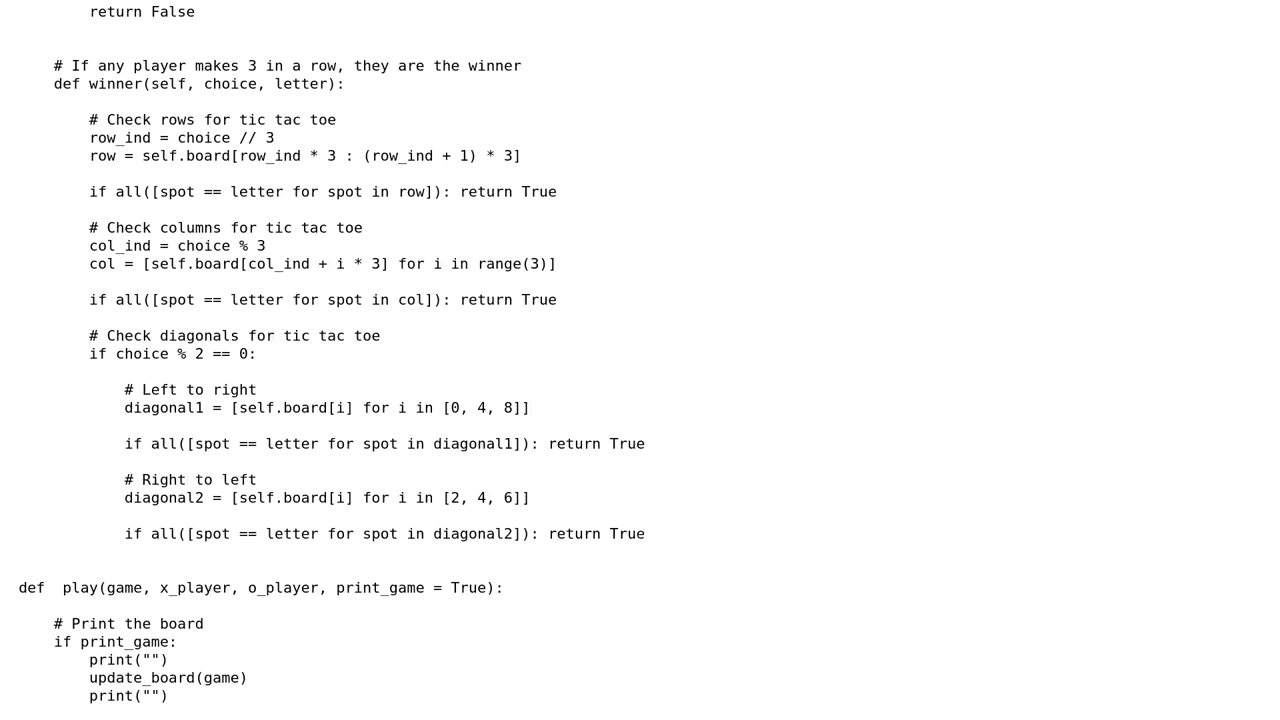 return False
    # If any player makes 3 in a row, they are the winner
    def winner(self, choice, letter):
        # Check rows for tic tac toe
        row_ind = choice // 3
        row = self.board[row_ind * 3 : (row_ind + 1) * 3]
        if all([spot == letter for spot in row]): return True
        # Check columns for tic tac toe
        col_ind = choice % 3
        col = [self.board[col_ind + i * 3] for i in range(3)]
        if all([spot == letter for spot in col]): return True
        # Check diagonals for tic tac toe
        if choice % 2 == 0:
            # Left to right
            diagonal1 = [self.board[i] for i in [0, 4, 8]]
            if all([spot == letter for spot in diagonal1]): return True
            # Right to left
            diagonal2 = [self.board[i] for i in [2, 4, 6]]
            if all([spot == letter for spot in diagonal2]): return True
def  play(game, x_player, o_player, print_game = True):
    # Print the board
    if print_game:
        print("")
        update_board(game)
        print("")